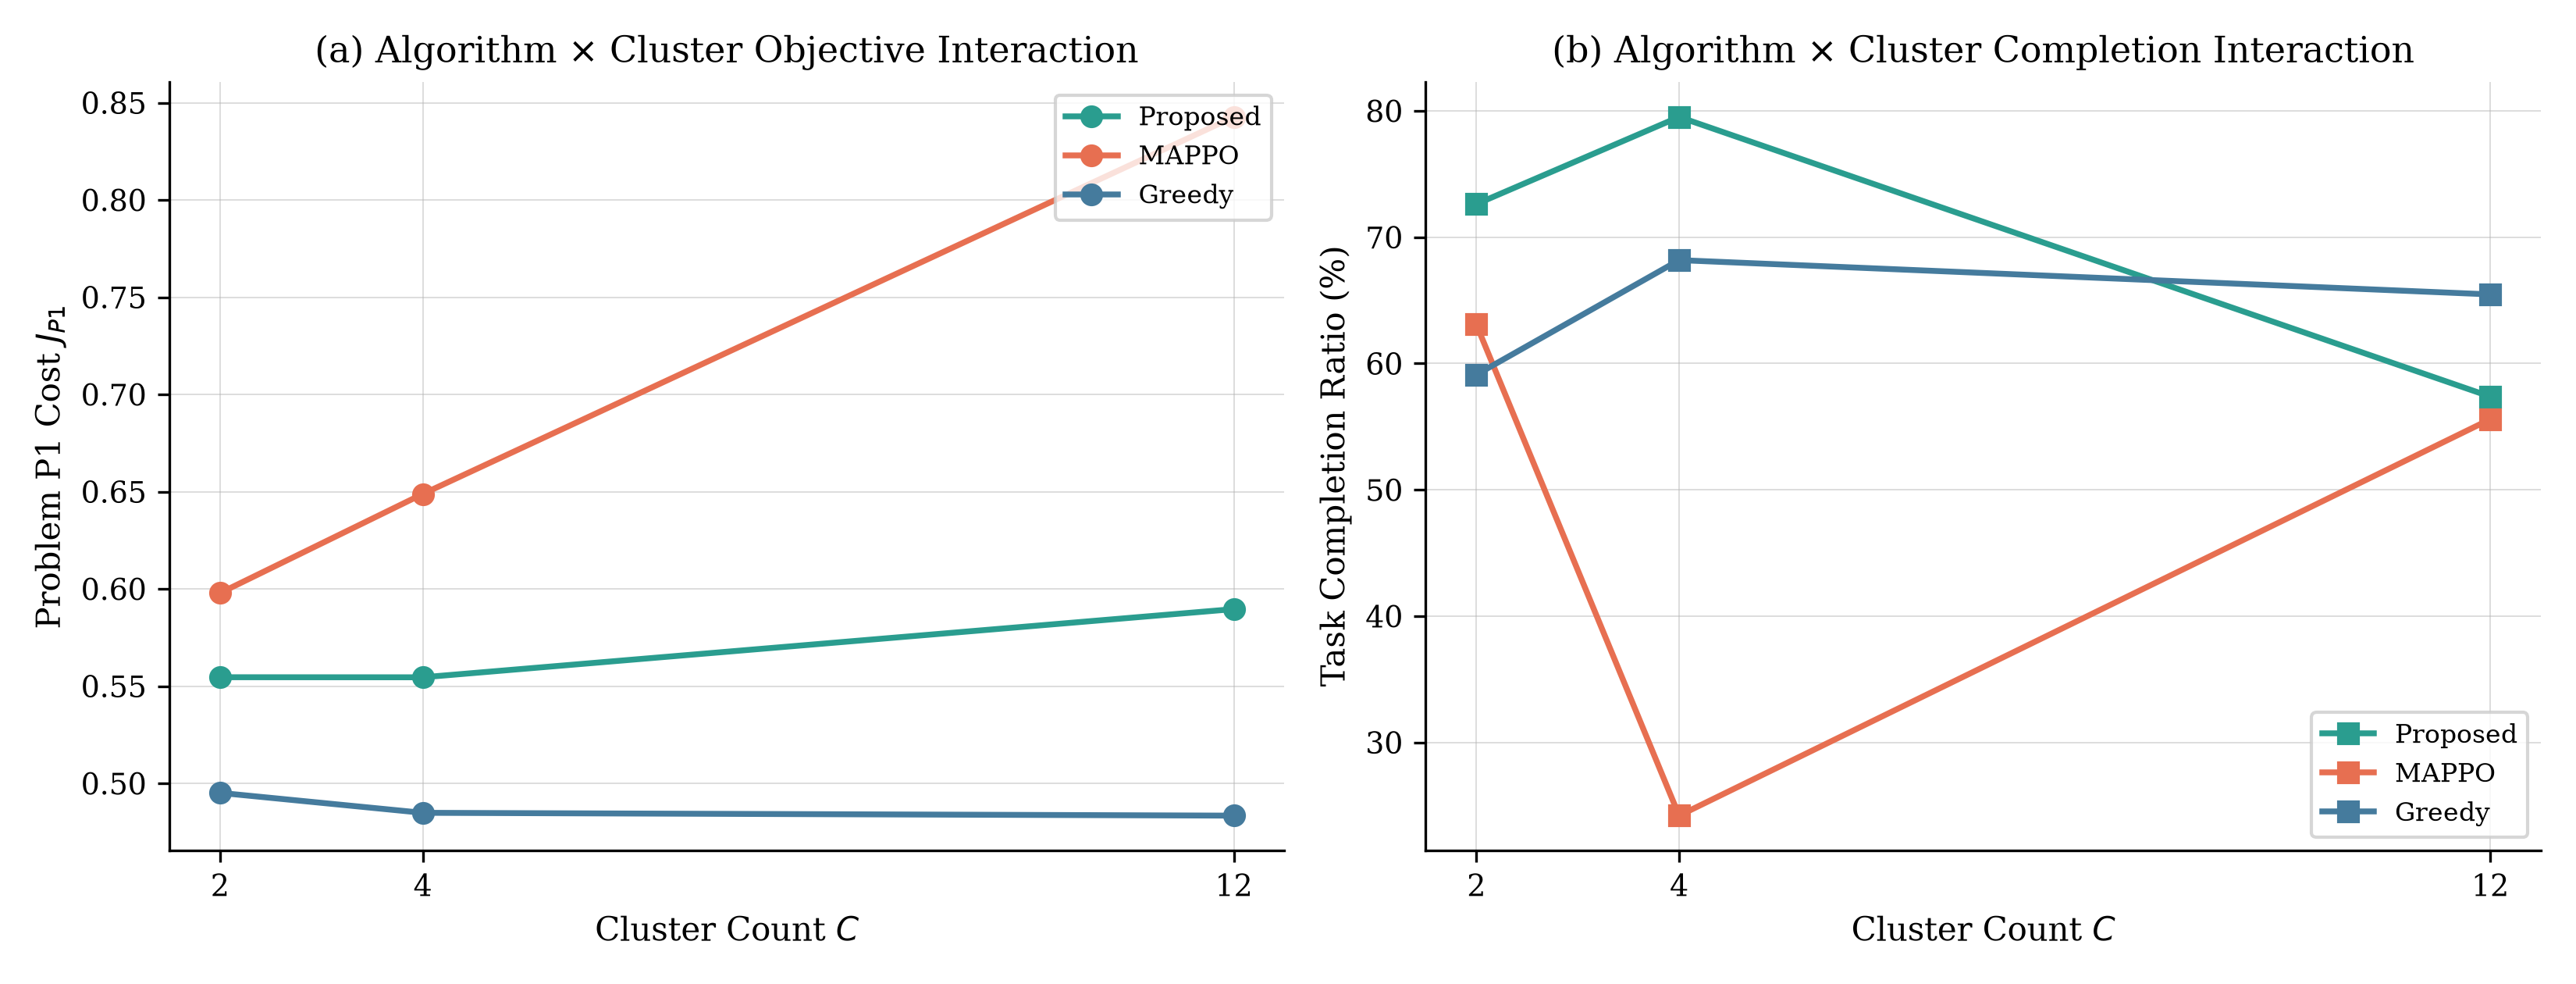 (a) Algorithm × Cluster Objective Interaction
0.85
0.80
0.75
0.70
0.65
0.60
0.55
0.50
Problem P1 Cost J_{P1}
Proposed
MAPPO
Greedy
2
4
12
Cluster Count C
(b) Algorithm × Cluster Completion Interaction
80
70
60
50
40
30
Task Completion Ratio (%)
Proposed
MAPPO
Greedy
2
4
12
Cluster Count C